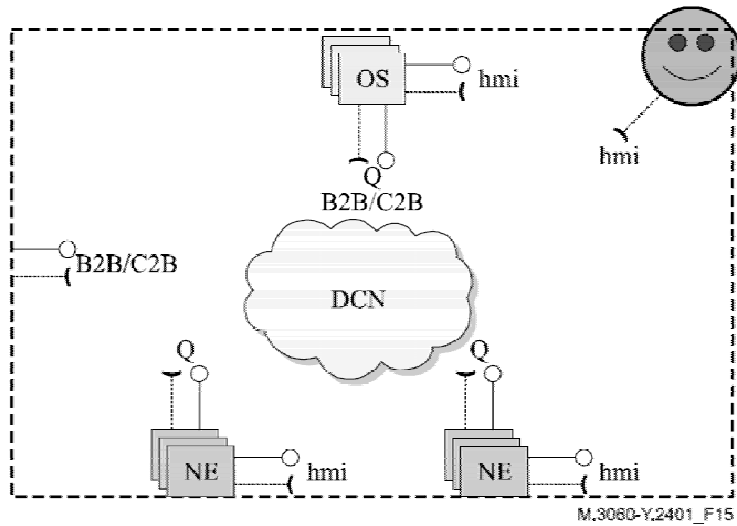 OS
hmi
hmi
Q
B2B/C2B
B2B/C2B
DCN
Q
Q
NE
hmi
NE
hmi
M.3060-Y.2401_F15